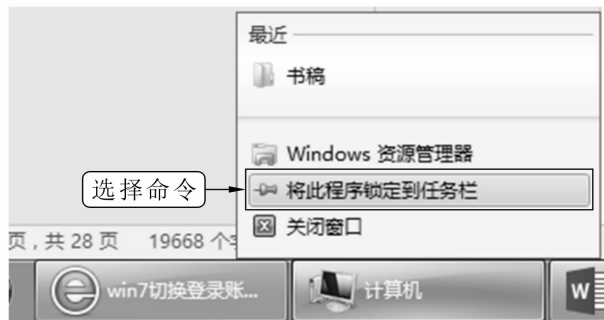 最近
书稿
Windows 资源管理器
选择命令
将此程序锁定到任务栏
关闭窗口
页,共 28 页 19668 个
win7切换登录账...
计算机
W